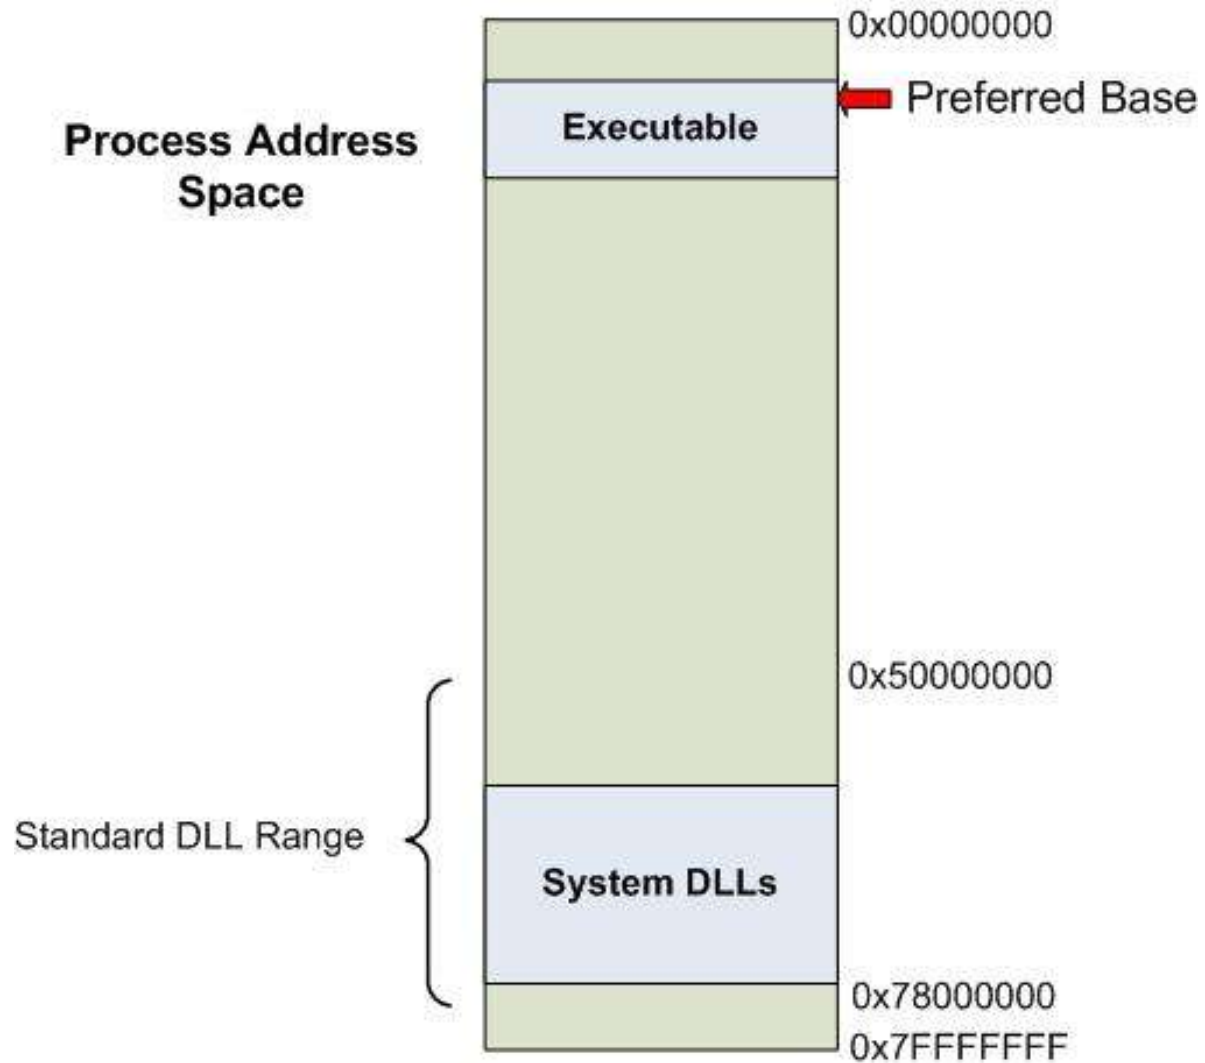 0x00000000
Preferred Base
Executable
Process Address
Space
0x50000000
Standard DLL Range
System DLLs
0x78000000
0x7FFFFFFF